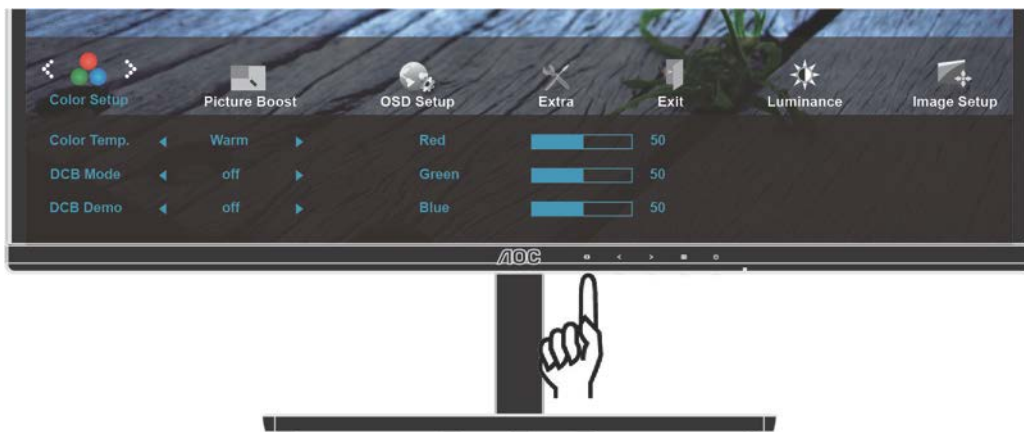 Color Setup Picture Boost OSD Setup Extra Exit Luminance Image Setup
Color Temp. Warm Red 50
DCB Mode off Green 50
DCB Demo off Blue 50
AOC